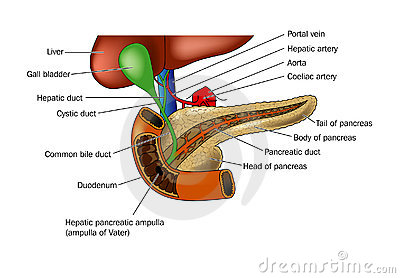 Portal vein
Hepatic artery
Aorta
Coeliac artery
Liver
Gall bladder
Hepatic duct
Cystic duct
Common bile duct
Duodenum
Hepatic pancreatic ampulla
(ampulla of Vater)
Tail of pancreas
Body of pancreas
Pancreatic duct
Head of pancreas
dreamstime.com